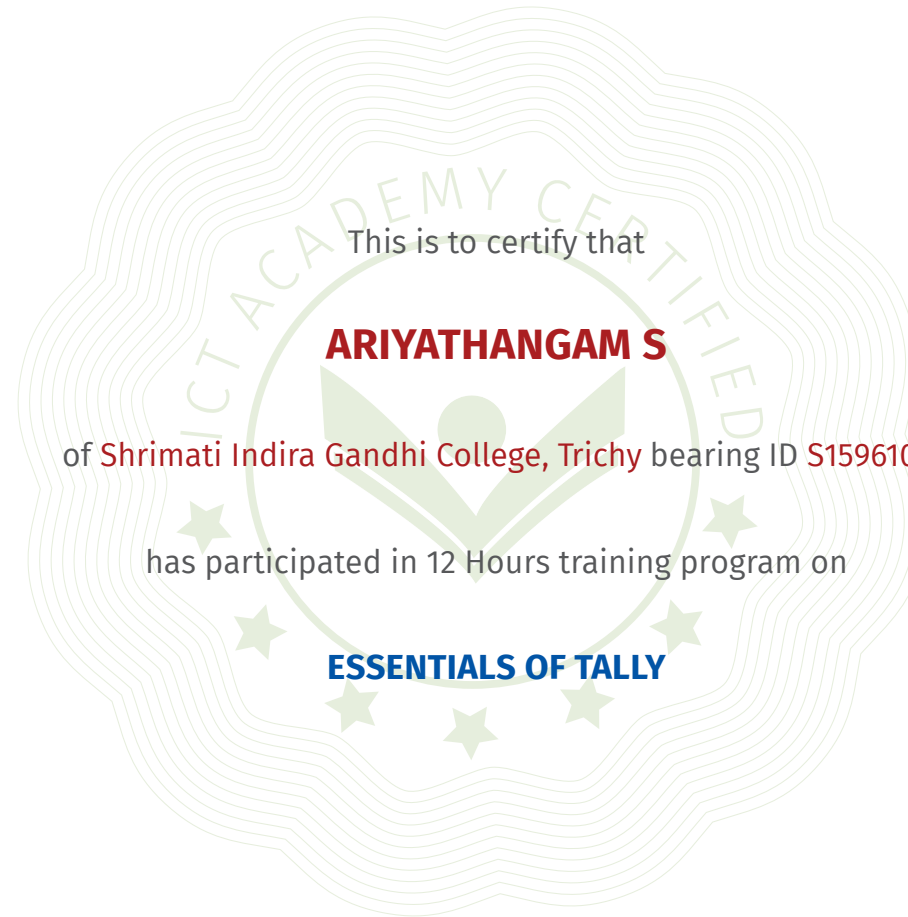 ICT ACADEMY CERTIFIED
This is to certify that
ARIYATHANGAM S
of Shrimati Indira Gandhi College, Trichy bearing ID S159610
has participated in 12 Hours training program on
ESSENTIALS OF TALLY